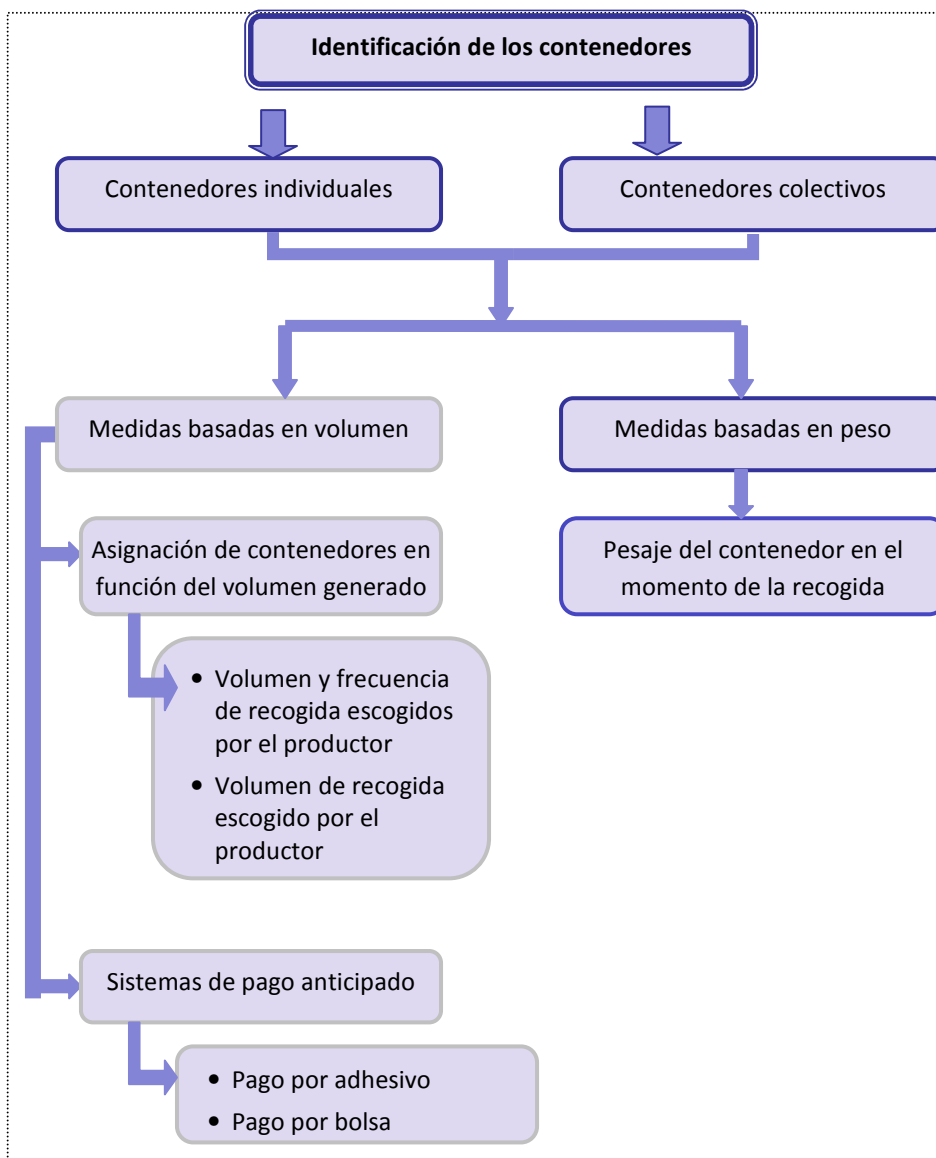 Identificación de los contenedores
Contenedores individuales
Contenedores colectivos
Medidas basadas en volumen
Medidas basadas en peso
Asignación de contenedores en
función del volumen generado
Pesaje del contenedor en el
momento de la recogida
• Volumen y frecuencia
de recogida escogidos
por el productor
• Volumen de recogida
escogido por el
productor
Sistemas de pago anticipado
• Pago por adhesivo
• Pago por bolsa